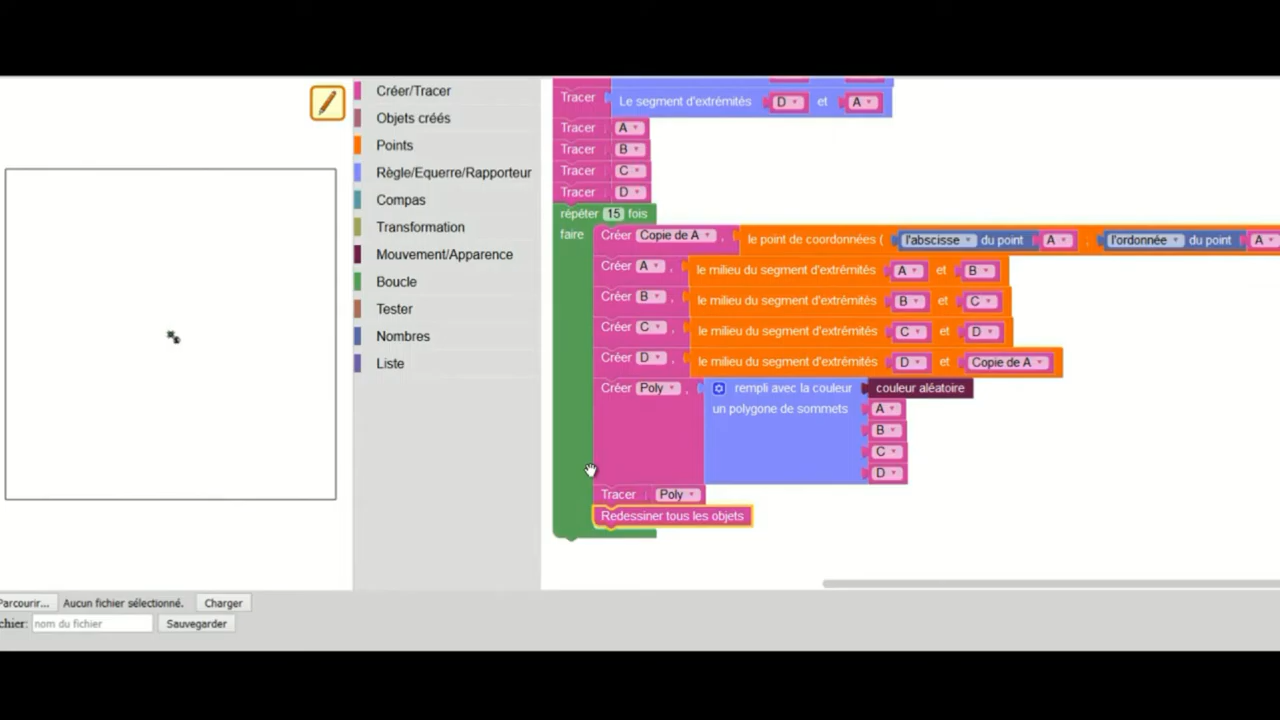 Créer/Tracer
Objets créés
Points
Règle/Equerre/Rapporteur
Compas
Transformation
Mouvement/Apparence
Boucle
Tester
Nombres
Liste
Tracer Le segment d'extrémités D et A
Tracer A
Tracer B
Tracer C
Tracer D
répéter 15 fois
faire Créer Copie de A , le point de coordonnées ( l'abscisse du point A ; l'ordonnée du point A
Créer A , le milieu du segment d'extrémités A et B
Créer B , le milieu du segment d'extrémités B et C
Créer C , le milieu du segment d'extrémités C et D
Créer D , le milieu du segment d'extrémités D et Copie de A
Créer Poly , rempli avec la couleur couleur aléatoire
un polygone de sommets A
B
C
D
Tracer Poly
Redessiner tous les objets
Parcourir... Aucun fichier sélectionné. Charger
chier: nom du fichier Sauvegarder